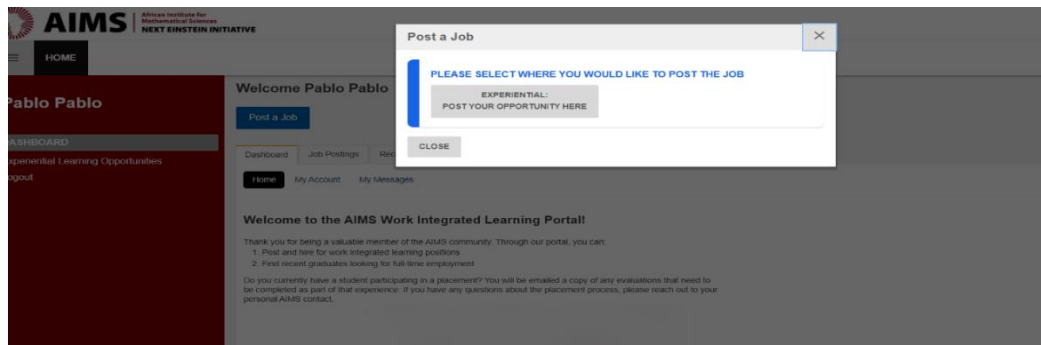 AIMS
African Institute for
Mathematical Sciences
NEXT EINSTEIN INITIATIVE
HOME
Pablo Pablo
DASHBOARD
xperiential Learning Opportunities
ogout
Welcome Pablo Pablo
Post a Job
Dashboard Job Postings Rec
Home My Account My Messages
Welcome to the AIMS Work Integrated Learning Portal!
Thank you for being a valuable member of the AIMS community. Through our portal, you can:
1. Post and hire for work integrated learning positions
2. Find recent graduates looking for full-time employment
Do you currently have a student participating in a placement? You will be emailed a copy of any evaluations that need to
be completed as part of that experience. If you have any questions about the placement process, please reach out to your
personal AIMS contact.
Post a Job
PLEASE SELECT WHERE YOU WOULD LIKE TO POST THE JOB
EXPERIENTIAL:
POST YOUR OPPORTUNITY HERE
CLOSE